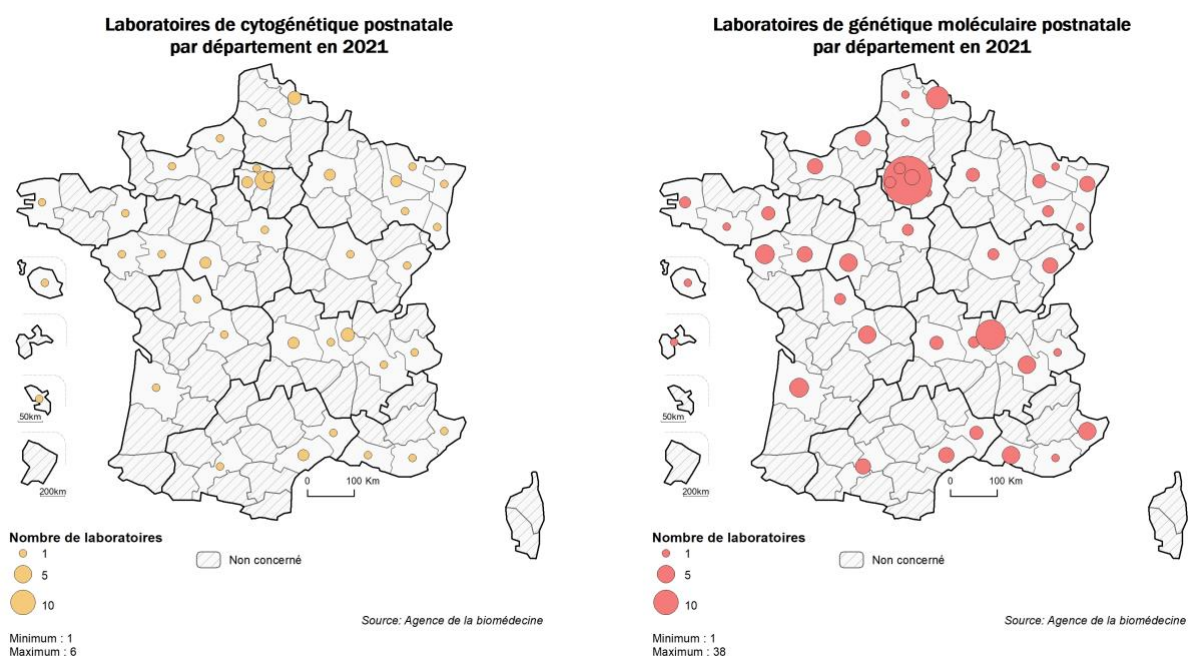 Laboratoires de cytogénétique postnatale
par département en 2021
50km
200km
0 100 Km
Nombre de laboratoires
1
5
10
Non concerné
Source: Agence de la biomédecine
Minimum : 1
Maximum : 6
Laboratoires de génétique moléculaire postnatale
par département en 2021
50km
200km
0 100 Km
Nombre de laboratoires
1
5
10
Non concerné
Source: Agence de la biomédecine
Minimum : 1
Maximum : 38